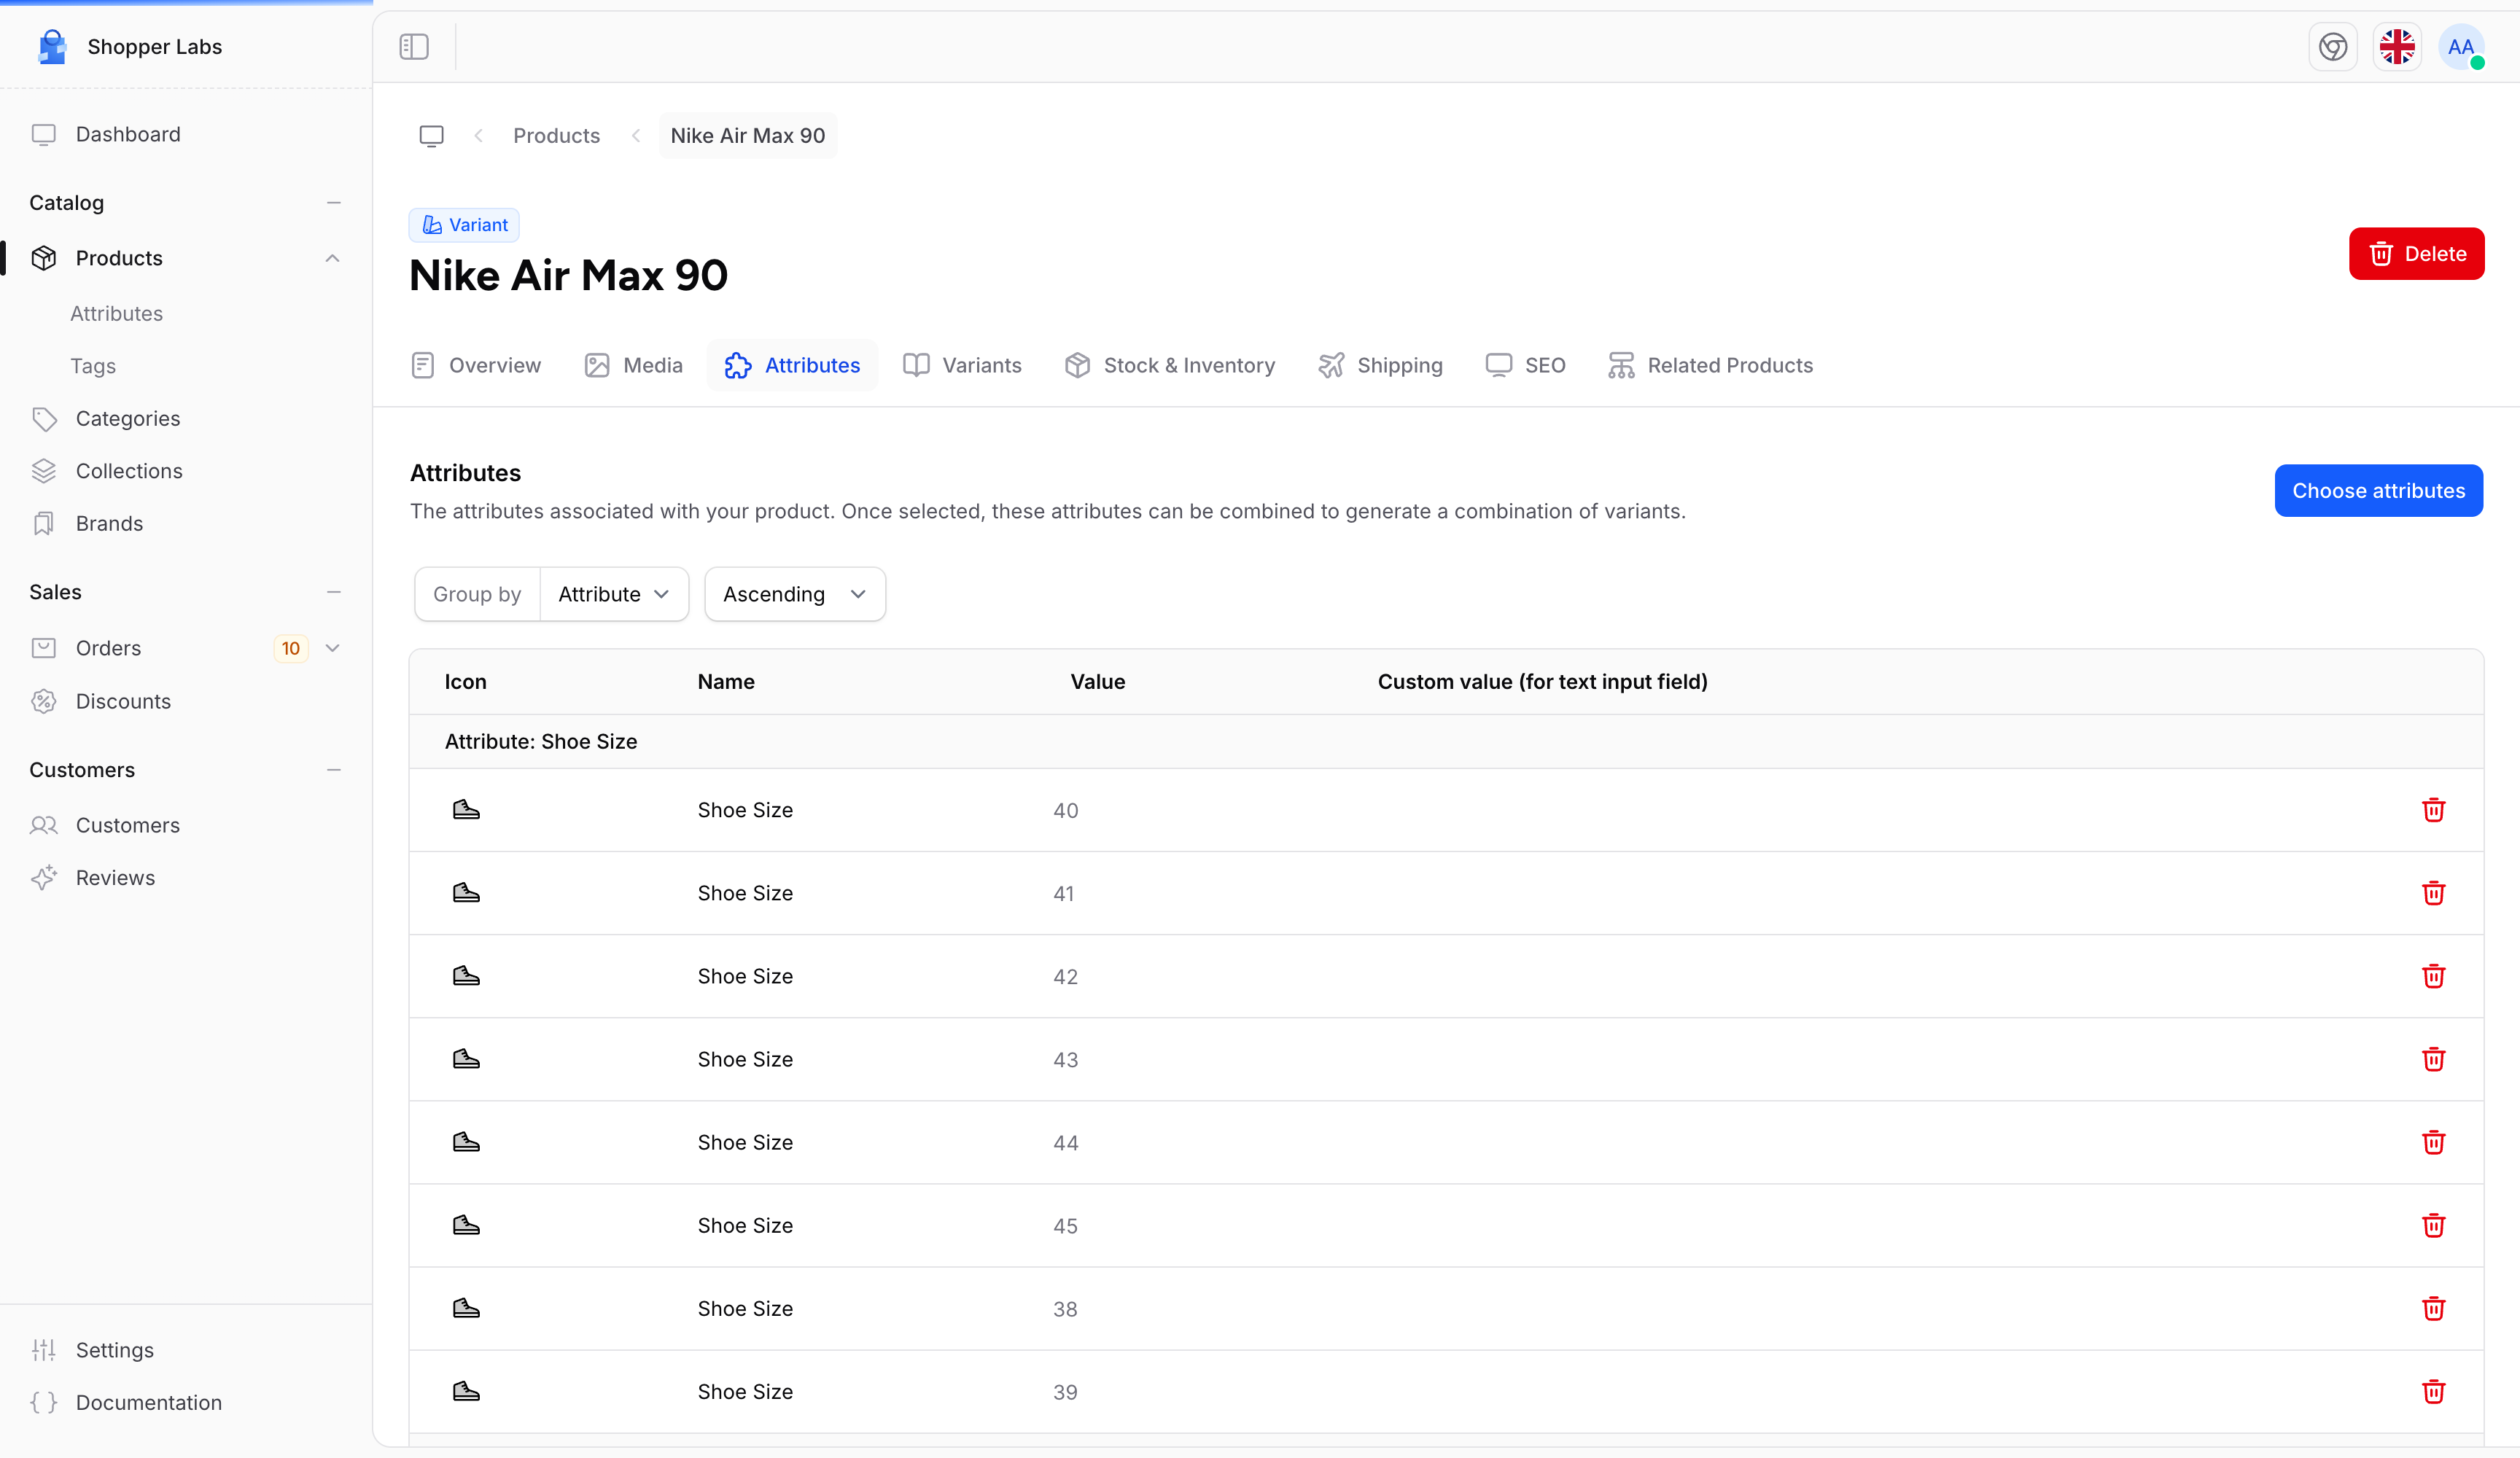 Shopper Labs
AA
Dashboard
Catalog
Products
Attributes
Tags
Categories
Collections
Brands
Sales
Orders 10
Discounts
Customers
Customers
Reviews
Settings
Documentation
Products Nike Air Max 90
Variant
Nike Air Max 90
Delete
Overview Media Attributes Variants Stock & Inventory Shipping SEO Related Products
Attributes
The attributes associated with your product. Once selected, these attributes can be combined to generate a combination of variants.
Choose attributes
Group by Attribute Ascending
Icon Name Value Custom value (for text input field)
Attribute: Shoe Size
Shoe Size 40
Shoe Size 41
Shoe Size 42
Shoe Size 43
Shoe Size 44
Shoe Size 45
Shoe Size 38
Shoe Size 39